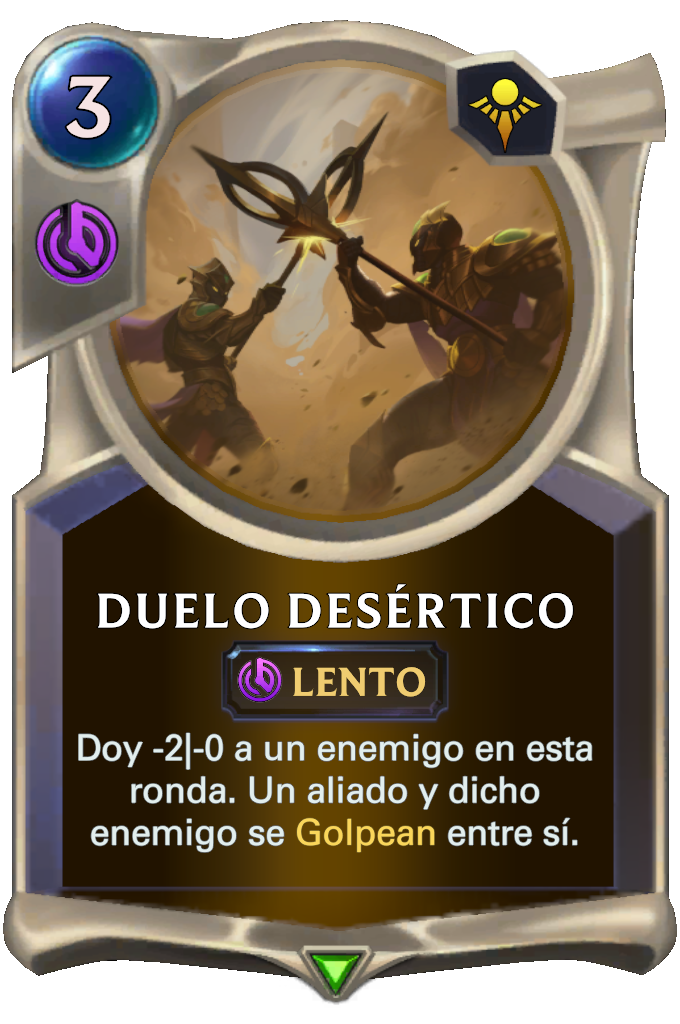 3
DUELO DESÉRTICO
LENTO
Doy -2|-0 a un enemigo en esta
ronda. Un aliado y dicho
enemigo se Golpean entre sí.